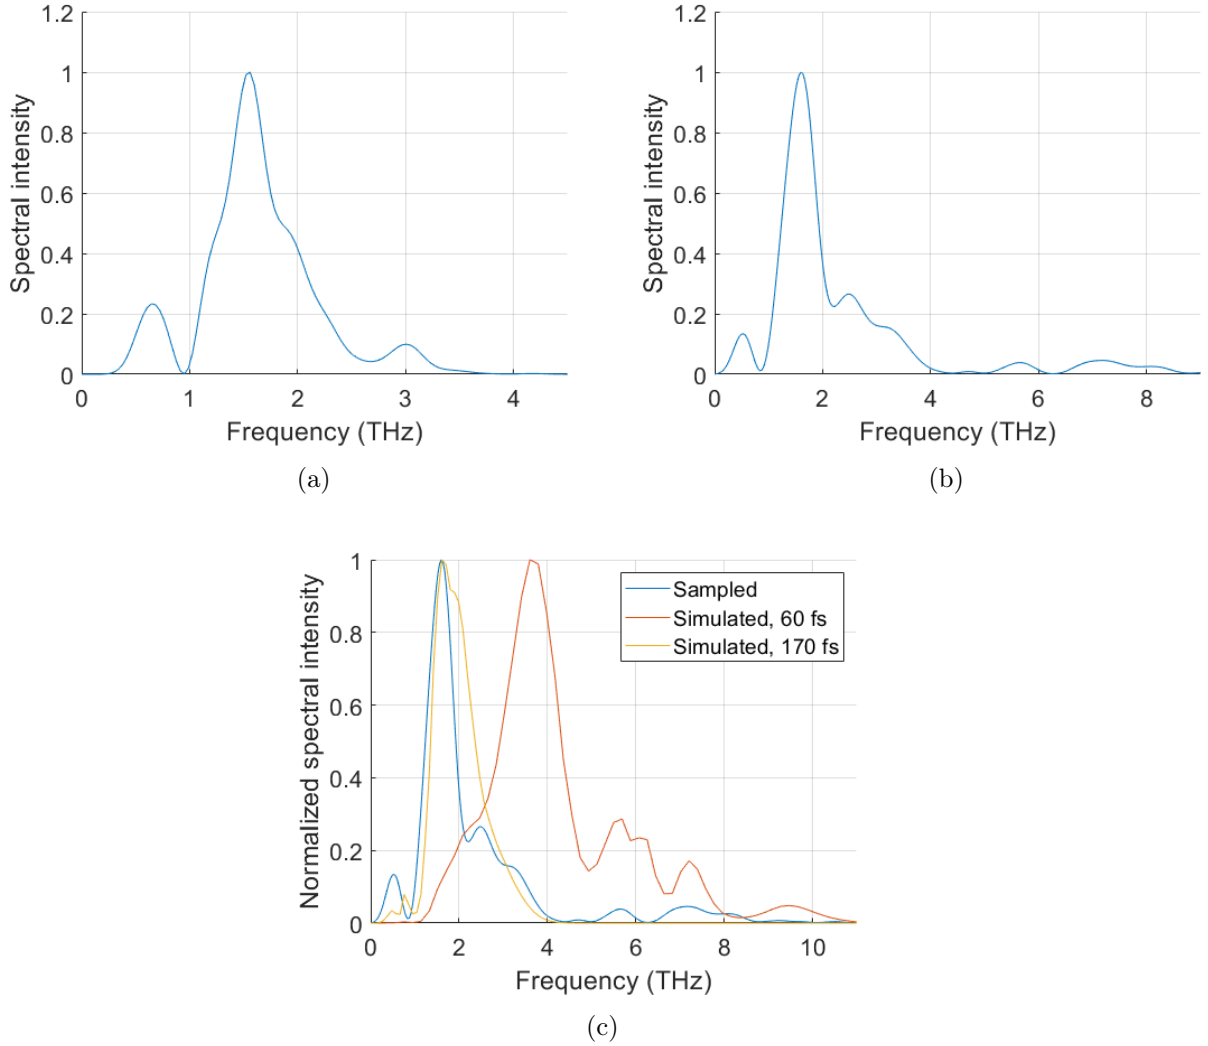 1.2
1
0.8
0.6
0.4
0.2
0
0 1 2 3 4
Spectral intensity
Frequency (THz)
(a)
1.2
1
0.8
0.6
0.4
0.2
0
0 2 4 6 8
Spectral intensity
Frequency (THz)
(b)
1
0.8
0.6
0.4
0.2
0
0 2 4 6 8 10
Normalized spectral intensity
Sampled
Simulated, 60 fs
Simulated, 170 fs
Frequency (THz)
(c)